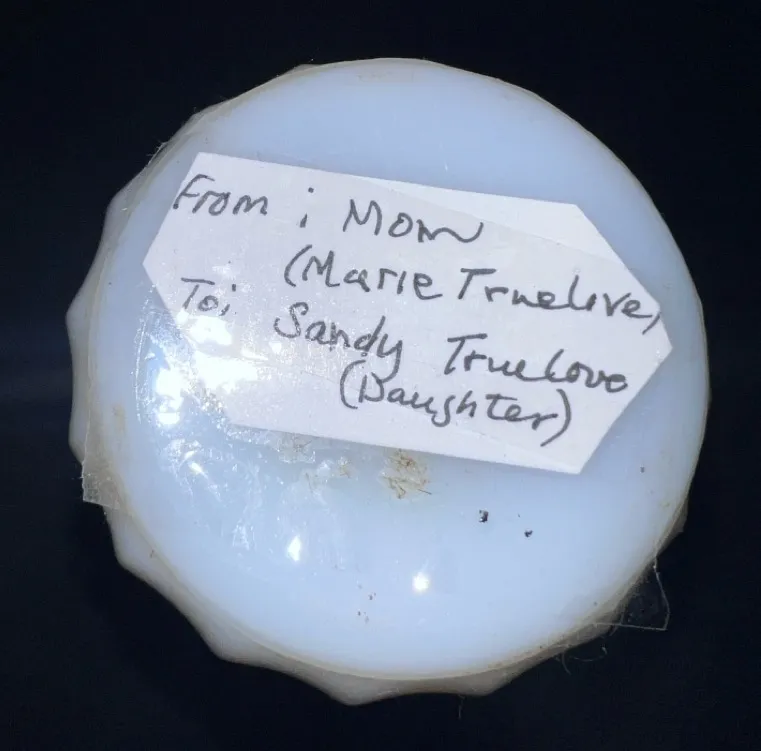 From: Mom
(Marie Truelove)
To: Sandy Truelove
(Daughter)